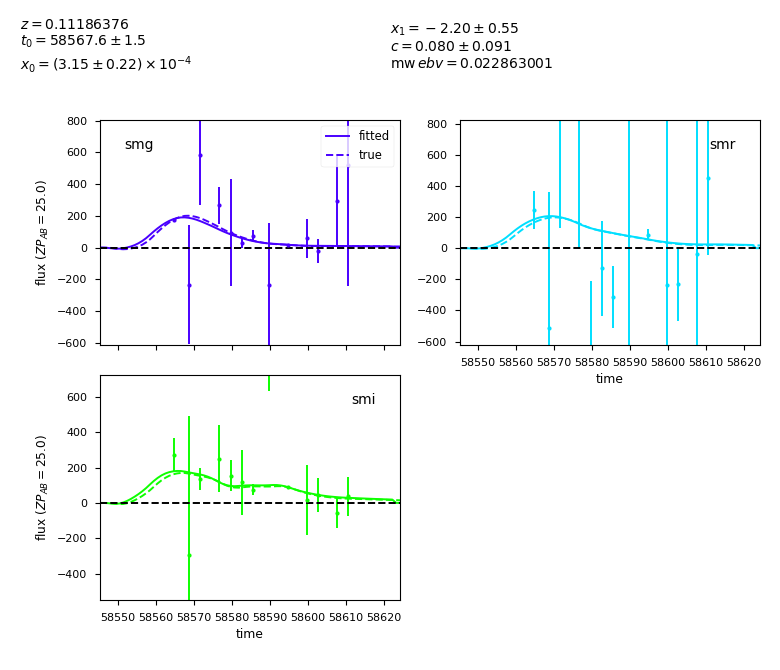 z = 0.11186376
t₀ = 58567.6 ± 1.5
x₀ = (3.15 ± 0.22) × 10⁻⁴
x₁ = −2.20 ± 0.55
c = 0.080 ± 0.091
mw ebv = 0.022863001
smg
fitted
true
800
600
400
200
0
−200
−400
−600
flux (ZP_AB = 25.0)
smr
800
600
400
200
0
−200
−400
−600
58550 58560 58570 58580 58590 58600 58610 58620
time
smi
600
400
200
0
−200
−400
flux (ZP_AB = 25.0)
58550 58560 58570 58580 58590 58600 58610 58620
time